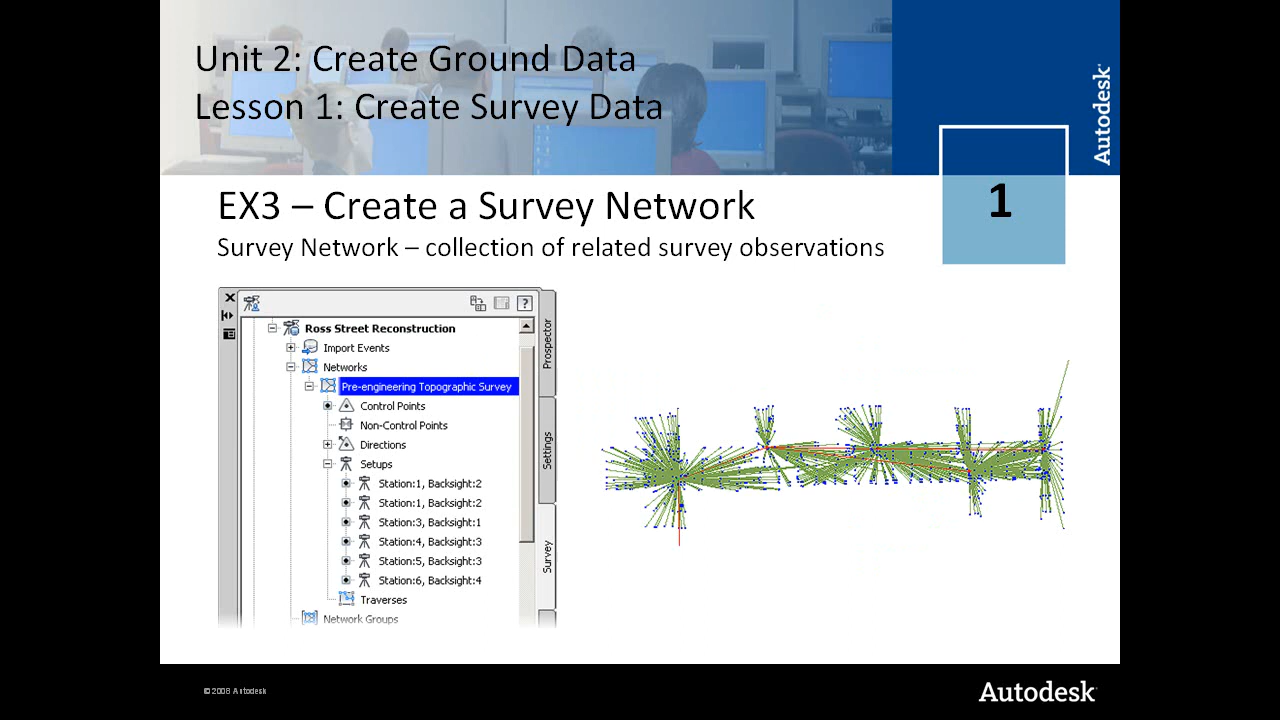 Unit 2: Create Ground Data
Lesson 1: Create Survey Data
Autodesk
1
EX3 – Create a Survey Network
Survey Network – collection of related survey observations
Ross Street Reconstruction
Import Events
Networks
Pre-engineering Topographic Survey
Control Points
Non-Control Points
Directions
Setups
Station:1, Backsight:2
Station:1, Backsight:2
Station:3, Backsight:1
Station:4, Backsight:3
Station:5, Backsight:3
Station:6, Backsight:4
Traverses
Network Groups
Prospector
Settings
Survey
© 2008 Autodesk
Autodesk